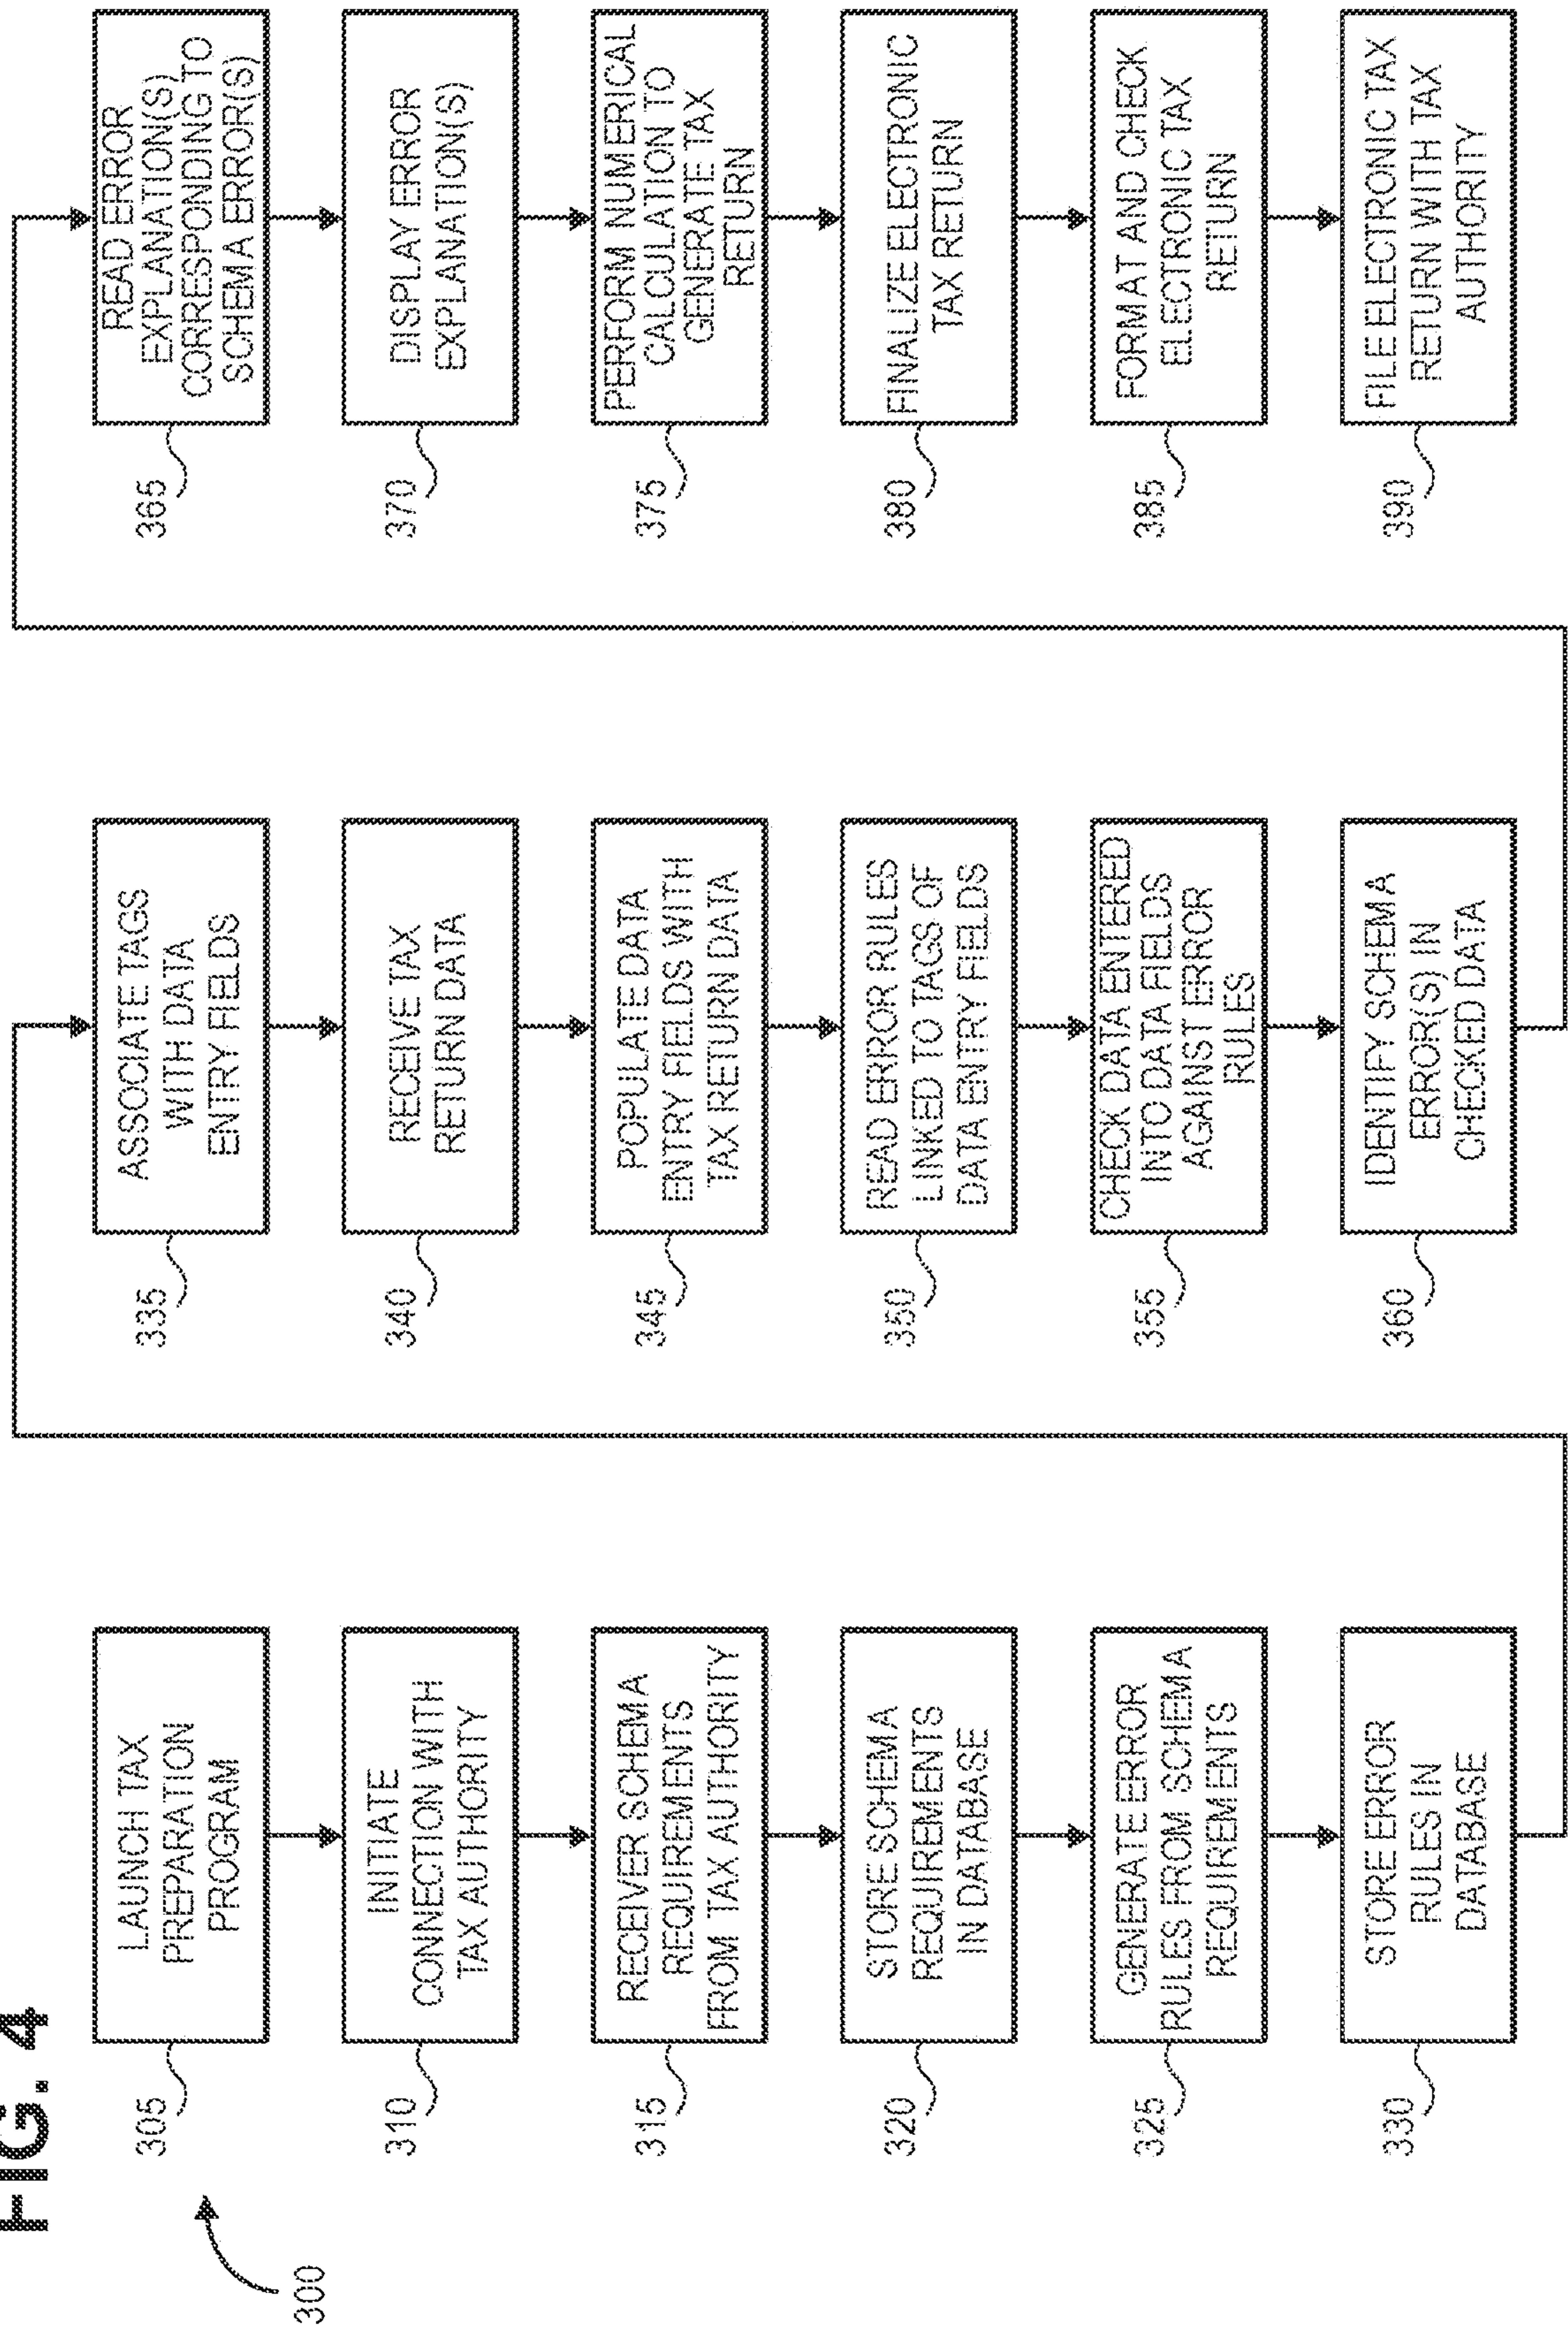 FIG. 4
300
305
LAUNCH TAX
PREPARATION
PROGRAM
310
INITIATE
CONNECTION WITH
TAX AUTHORITY
315
RECEIVER SCHEMA
REQUIREMENTS
FROM TAX AUTHORITY
320
STORE SCHEMA
REQUIREMENTS
IN DATABASE
325
GENERATE ERROR
RULES FROM SCHEMA
REQUIREMENTS
330
STORE ERROR
RULES IN
DATABASE
335
ASSOCIATE TAGS
WITH DATA
ENTRY FIELDS
340
RECEIVE TAX
RETURN DATA
345
POPULATE DATA
ENTRY FIELDS WITH
TAX RETURN DATA
350
READ ERROR RULES
LINKED TO TAGS OF
DATA ENTRY FIELDS
355
CHECK DATA ENTERED
INTO DATA FIELDS
AGAINST ERROR
RULES
360
IDENTIFY SCHEMA
ERROR(S) IN
CHECKED DATA
365
READ ERROR
EXPLANATION(S)
CORRESPONDING TO
SCHEMA ERROR(S)
370
DISPLAY ERROR
EXPLANATION(S)
375
PERFORM NUMERICAL
CALCULATION TO
GENERATE TAX
RETURN
380
FINALIZE ELECTRONIC
TAX RETURN
385
FORMAT AND CHECK
ELECTRONIC TAX
RETURN
390
FILE ELECTRONIC TAX
RETURN WITH TAX
AUTHORITY